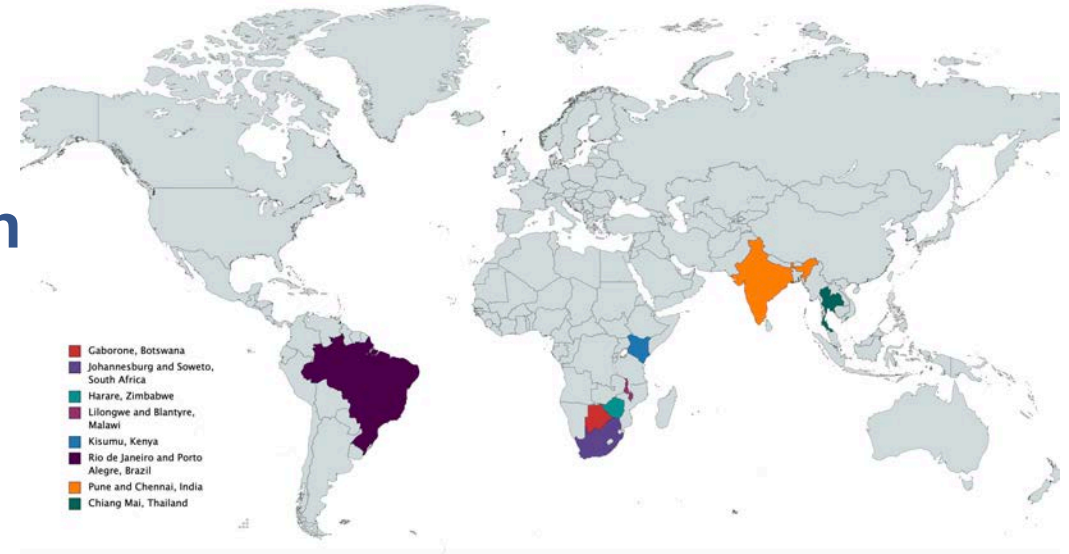 n
Gaborone, Botswana
Johannesburg and Soweto,
South Africa
Harare, Zimbabwe
Lilongwe and Blantyre,
Malawi
Kisumu, Kenya
Rio de Janeiro and Porto
Alegre, Brazil
Pune and Chennai, India
Chiang Mai, Thailand